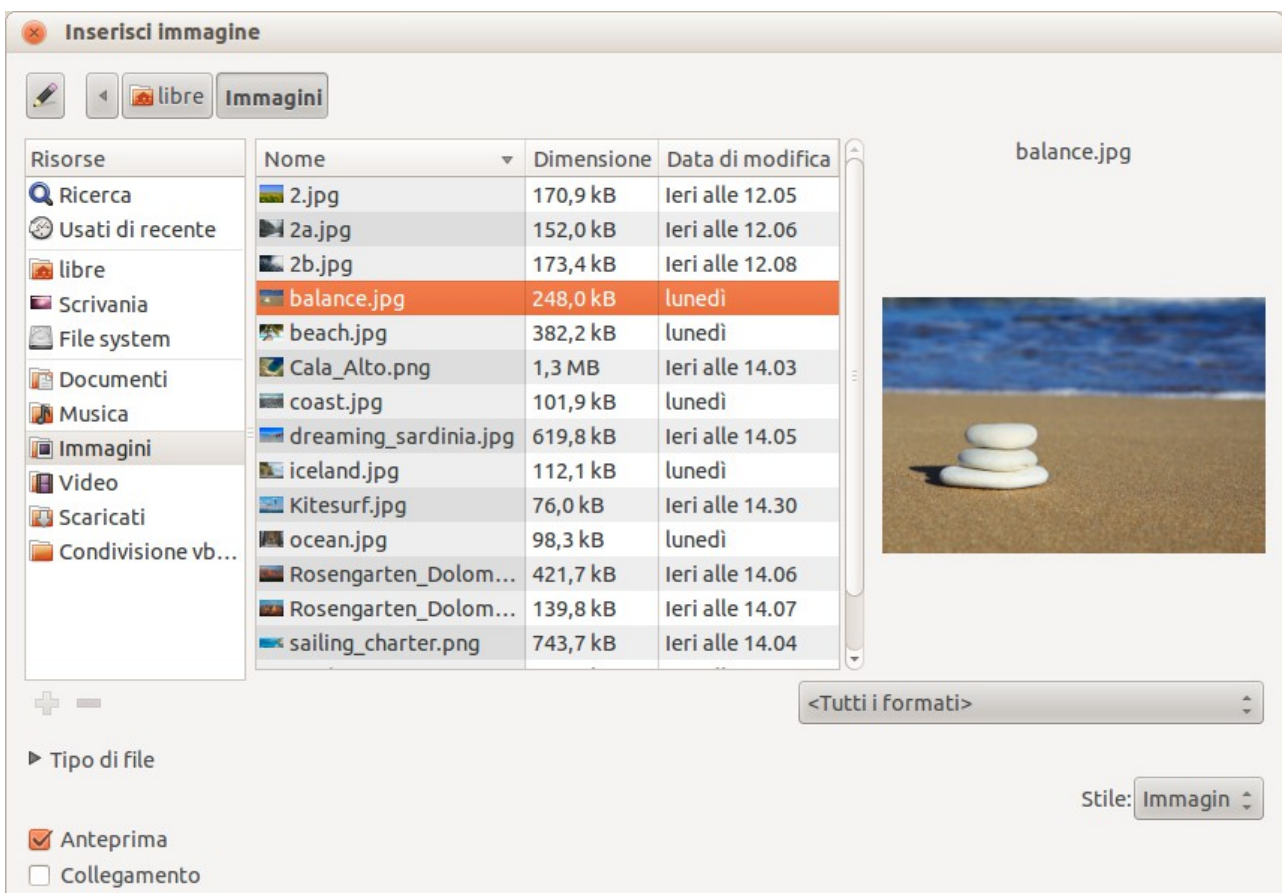 Inserisci immagine
libre Immagini
Risorse
Ricerca
Usati di recente
libre
Scrivania
File system
Documenti
Musica
Immagini
Video
Scaricati
Condivisione vb...
Nome Dimensione Data di modifica
2.jpg 170,9 kB Ieri alle 12.05
2a.jpg 152,0 kB Ieri alle 12.06
2b.jpg 173,4 kB Ieri alle 12.08
balance.jpg 248,0 kB lunedì
beach.jpg 382,2 kB lunedì
Cala_Alto.png 1,3 MB Ieri alle 14.03
coast.jpg 101,9 kB lunedì
dreaming_sardinia.jpg 619,8 kB Ieri alle 14.05
iceland.jpg 112,1 kB lunedì
Kitesurf.jpg 76,0 kB Ieri alle 14.30
ocean.jpg 98,3 kB lunedì
Rosengarten_Dolom... 421,7 kB Ieri alle 14.06
Rosengarten_Dolom... 139,8 kB Ieri alle 14.07
sailing_charter.png 743,7 kB Ieri alle 14.04
balance.jpg
<Tutti i formati>
Tipo di file
Stile: Immagin
Anteprima
Collegamento